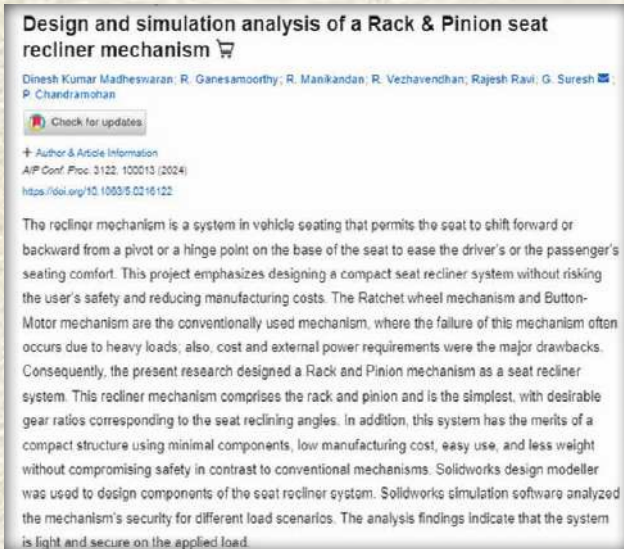 Design and simulation analysis of a Rack & Pinion seat
recliner mechanism
Dinesh Kumar Madheswaran; R. Ganesamoorthy; R. Manikandan; R. Vezhavendhan; Rajesh Ravi; G. Suresh;
P. Chandramohan
Check for updates
+ Author & Article Information
AIP Conf. Proc. 3122, 100013 (2024)
https://doi.org/10.1063/5.0216122
The recliner mechanism is a system in vehicle seating that permits the seat to shift forward or
backward from a pivot or a hinge point on the base of the seat to ease the driver's or the passenger's
seating comfort. This project emphasizes designing a compact seat recliner system without risking
the user's safety and reducing manufacturing costs. The Ratchet wheel mechanism and Button-
Motor mechanism are the conventionally used mechanism, where the failure of this mechanism often
occurs due to heavy loads; also, cost and external power requirements were the major drawbacks.
Consequently, the present research designed a Rack and Pinion mechanism as a seat recliner
system. This recliner mechanism comprises the rack and pinion and is the simplest, with desirable
gear ratios corresponding to the seat reclining angles. In addition, this system has the merits of a
compact structure using minimal components, low manufacturing cost, easy use, and less weight
without compromising safety in contrast to conventional mechanisms. Solidworks design modeller
was used to design components of the seat recliner system. Solidworks simulation software analyzed
the mechanism's security for different load scenarios. The analysis findings indicate that the system
is light and secure on the applied load.